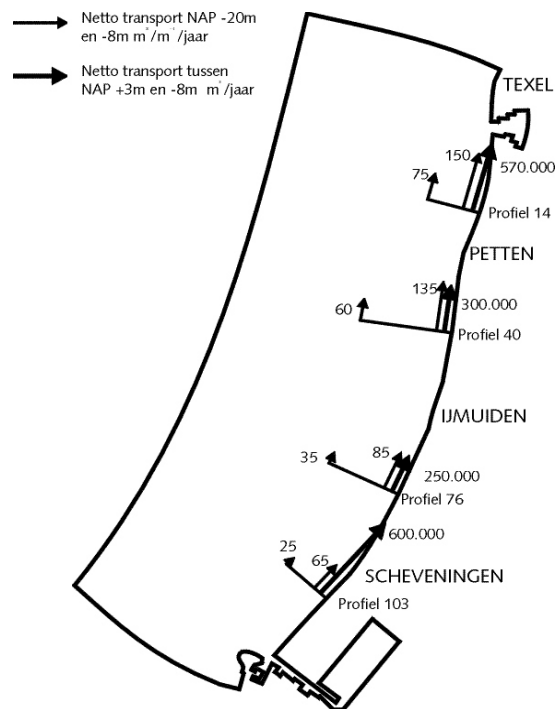 Netto transport NAP -20m
en -8m m³/m¹/jaar
Netto transport tussen
NAP +3m en -8m m³/jaar
TEXEL
150
570.000
75
Profiel 14
PETTEN
135
300.000
60
Profiel 40
IJMUIDEN
85
35
250.000
Profiel 76
600.000
25
65
SCHEVENINGEN
Profiel 103